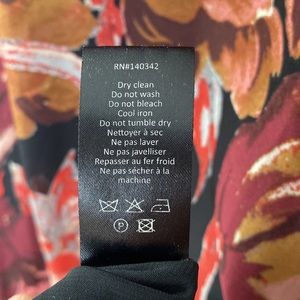 RN#140342
Dry clean
Do not wash
Do not bleach
Cool iron
Do not tumble dry
Nettoyer à sec
Ne pas laver
Ne pas javelliser
Repasser au fer froid
Ne pas sécher à la
machine
P